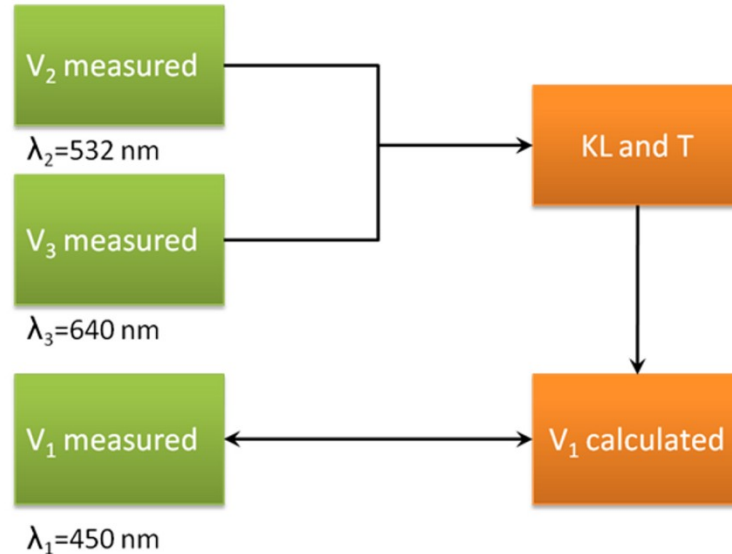 V₂ measured
λ₂=532 nm
KL and T
V₃ measured
λ₃=640 nm
V₁ measured
V₁ calculated
λ₁=450 nm